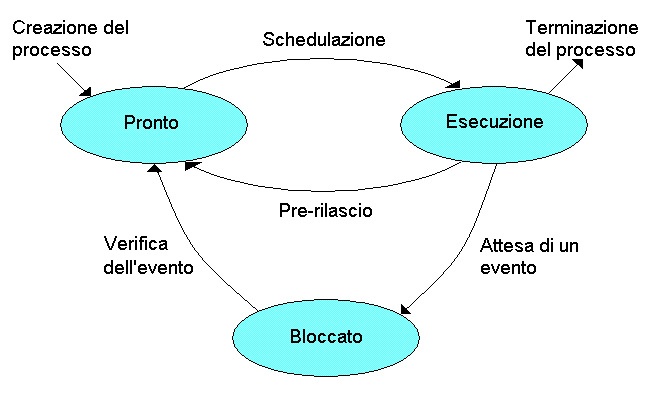 Creazione del
processo
Schedulazione
Terminazione
del processo
Pronto
Esecuzione
Pre-rilascio
Verifica
dell'evento
Attesa di un
evento
Bloccato